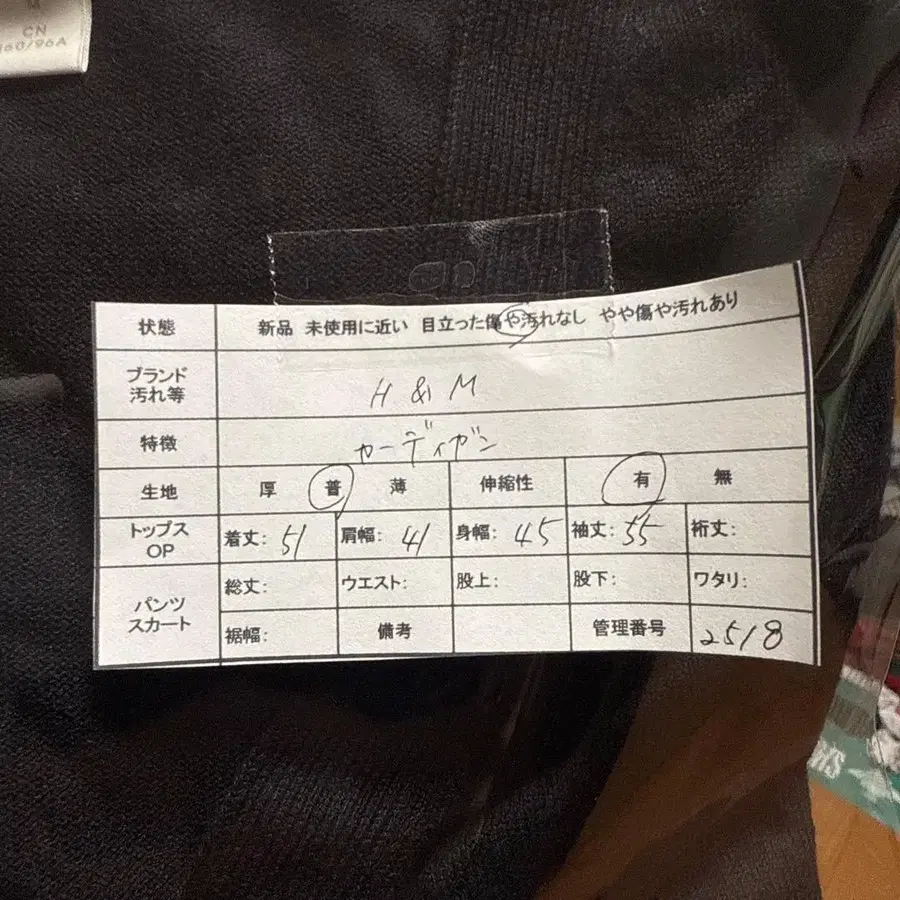 M
CN
160/96A
状態 新品 未使用に近い 目立った傷や汚れなし やや傷や汚れあり
ブランド
汚れ等
H & M
特徴 カーディガン
生地 厚 普 薄 伸縮性 有 無
トップス
OP
着丈: 51 肩幅: 41 身幅: 45 袖丈: 55 裄丈:
パンツ
スカート
総丈: ウエスト: 股上: 股下: ワタリ:
裾幅: 備考 管理番号 2518